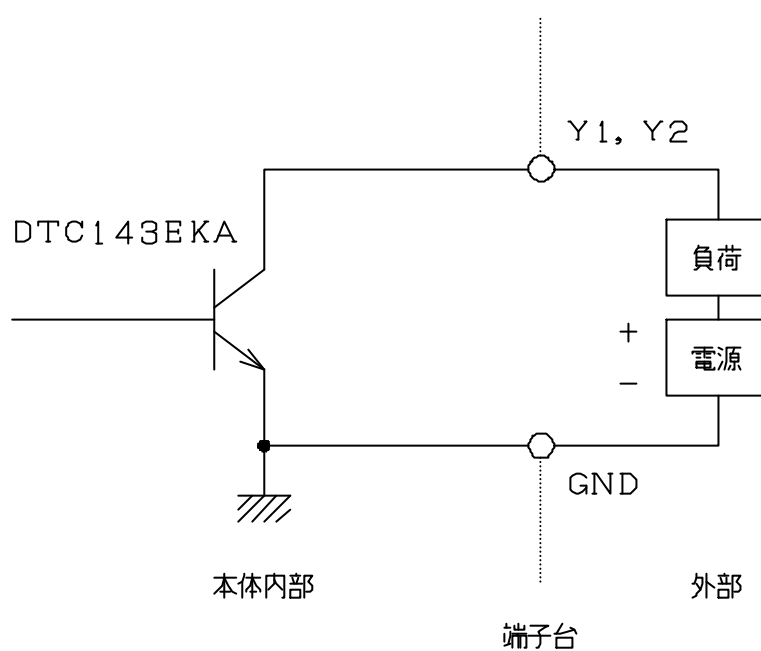 Y1, Y2
DTC143EKA
負荷
+
電源
−
GND
本体内部
外部
端子台